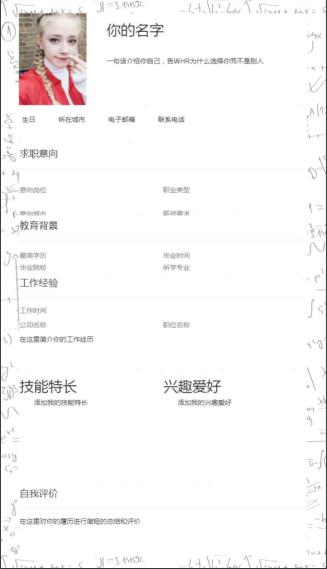 你的名字
一句话介绍你自己，告诉HR为什么选择你而不是别人
生日 所在城市 电子邮箱 联系电话
求职意向
意向岗位 职业类型
意向城市 薪资要求
教育背景
最高学历 毕业时间
毕业院校 所学专业
工作经验
工作时间
公司名称 职位名称
在这里简介你的工作经历
技能特长 兴趣爱好
添加我的技能特长 添加我的兴趣爱好
自我评价
在这里对你的履历进行简短的总结和评价